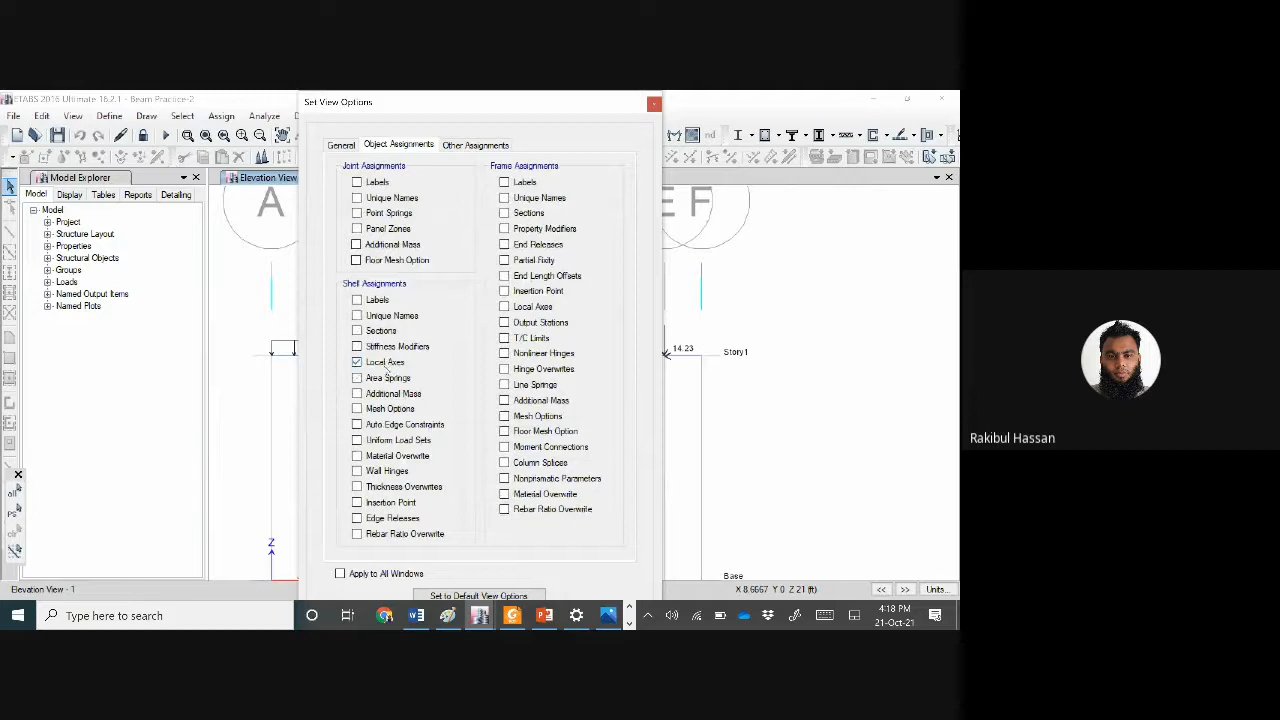 ETABS 2016 Ultimate 16.2.1 - Beam Practice-2
Set View Options
File Edit View Define Draw Select Assign Analyze
nd
General Object Assignments Other Assignments
Model Explorer
Elevation View
Model Display Tables Reports Detailing
Model
Project
Structure Layout
Properties
Structural Objects
Groups
Loads
Named Output Items
Named Plots
A
E F
Joint Assignments
Labels
Unique Names
Point Springs
Panel Zones
Additional Mass
Floor Mesh Option
Shell Assignments
Labels
Unique Names
Sections
Stiffness Modifiers
Local Axes
Area Springs
Additional Mass
Mesh Options
Auto Edge Constraints
Uniform Load Sets
Material Overwrite
Wall Hinges
Thickness Overwrites
Insertion Point
Edge Releases
Rebar Ratio Overwrite
Frame Assignments
Labels
Unique Names
Sections
Property Modifiers
End Releases
Partial Fixity
End Length Offsets
Insertion Point
Local Axes
Output Stations
T/C Limits
Nonlinear Hinges
Hinge Overwrites
Line Springs
Additional Mass
Mesh Options
Floor Mesh Option
Moment Connections
Column Splices
Nonprismatic Parameters
Material Overwrite
Rebar Ratio Overwrite
14.23
Story1
Rakibul Hassan
all
PS
clr
Z
Apply to All Windows
Base
Set to Default View Options
Elevation View - 1
X 8.6667 Y 0 Z 21 (ft)
<< >> Units...
Type here to search
4:18 PM
21-Oct-21